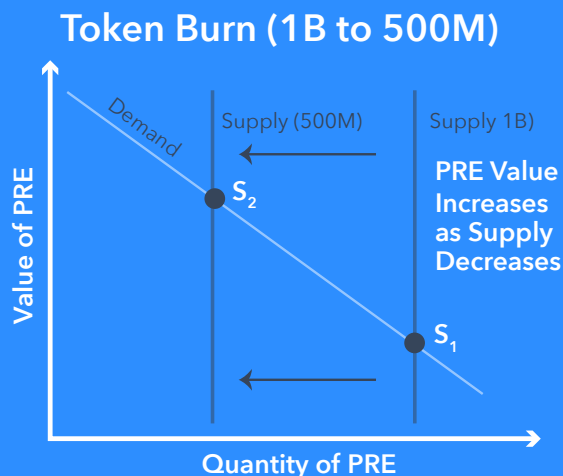 Token Burn (1B to 500M)
Demand
Supply (500M)
Supply 1B)
PRE Value
Increases
as Supply
Decreases
S₂
S₁
Value of PRE
Quantity of PRE